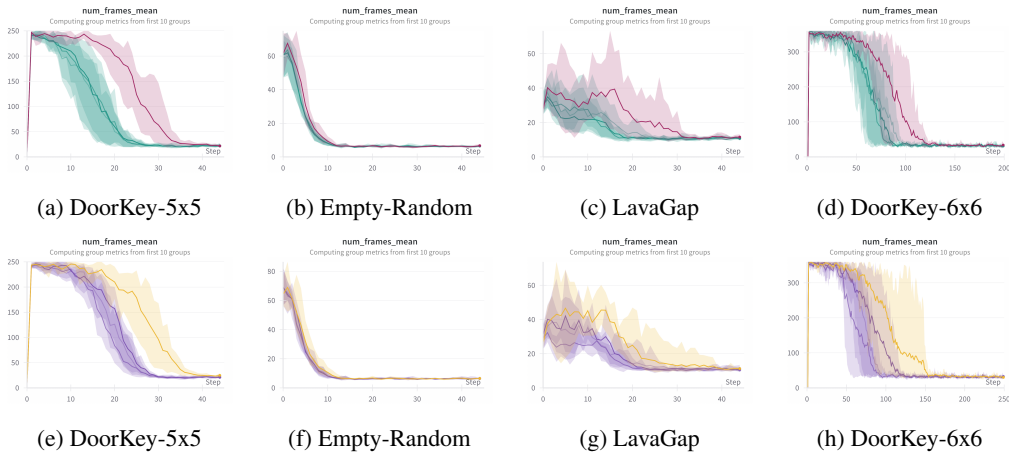 num_frames_mean
Computing group metrics from first 10 groups
250
200
150
100
50
0
0 10 20 30 40
Step
(a) DoorKey-5x5
num_frames_mean
Computing group metrics from first 10 groups
60
40
20
0
0 10 20 30 40
Step
(b) Empty-Random
num_frames_mean
Computing group metrics from first 10 groups
60
40
20
0
0 10 20 30 40
Step
(c) LavaGap
num_frames_mean
Computing group metrics from first 10 groups
300
200
100
0
0 50 100 150 200
Step
(d) DoorKey-6x6
num_frames_mean
Computing group metrics from first 10 groups
250
200
150
100
50
0
0 10 20 30 40
Step
(e) DoorKey-5x5
num_frames_mean
Computing group metrics from first 10 groups
80
60
40
20
0
0 10 20 30 40
Step
(f) Empty-Random
num_frames_mean
Computing group metrics from first 10 groups
60
40
20
0
0 10 20 30 40
Step
(g) LavaGap
num_frames_mean
Computing group metrics from first 10 groups
300
200
100
0
0 50 100 150 200 250
Step
(h) DoorKey-6x6